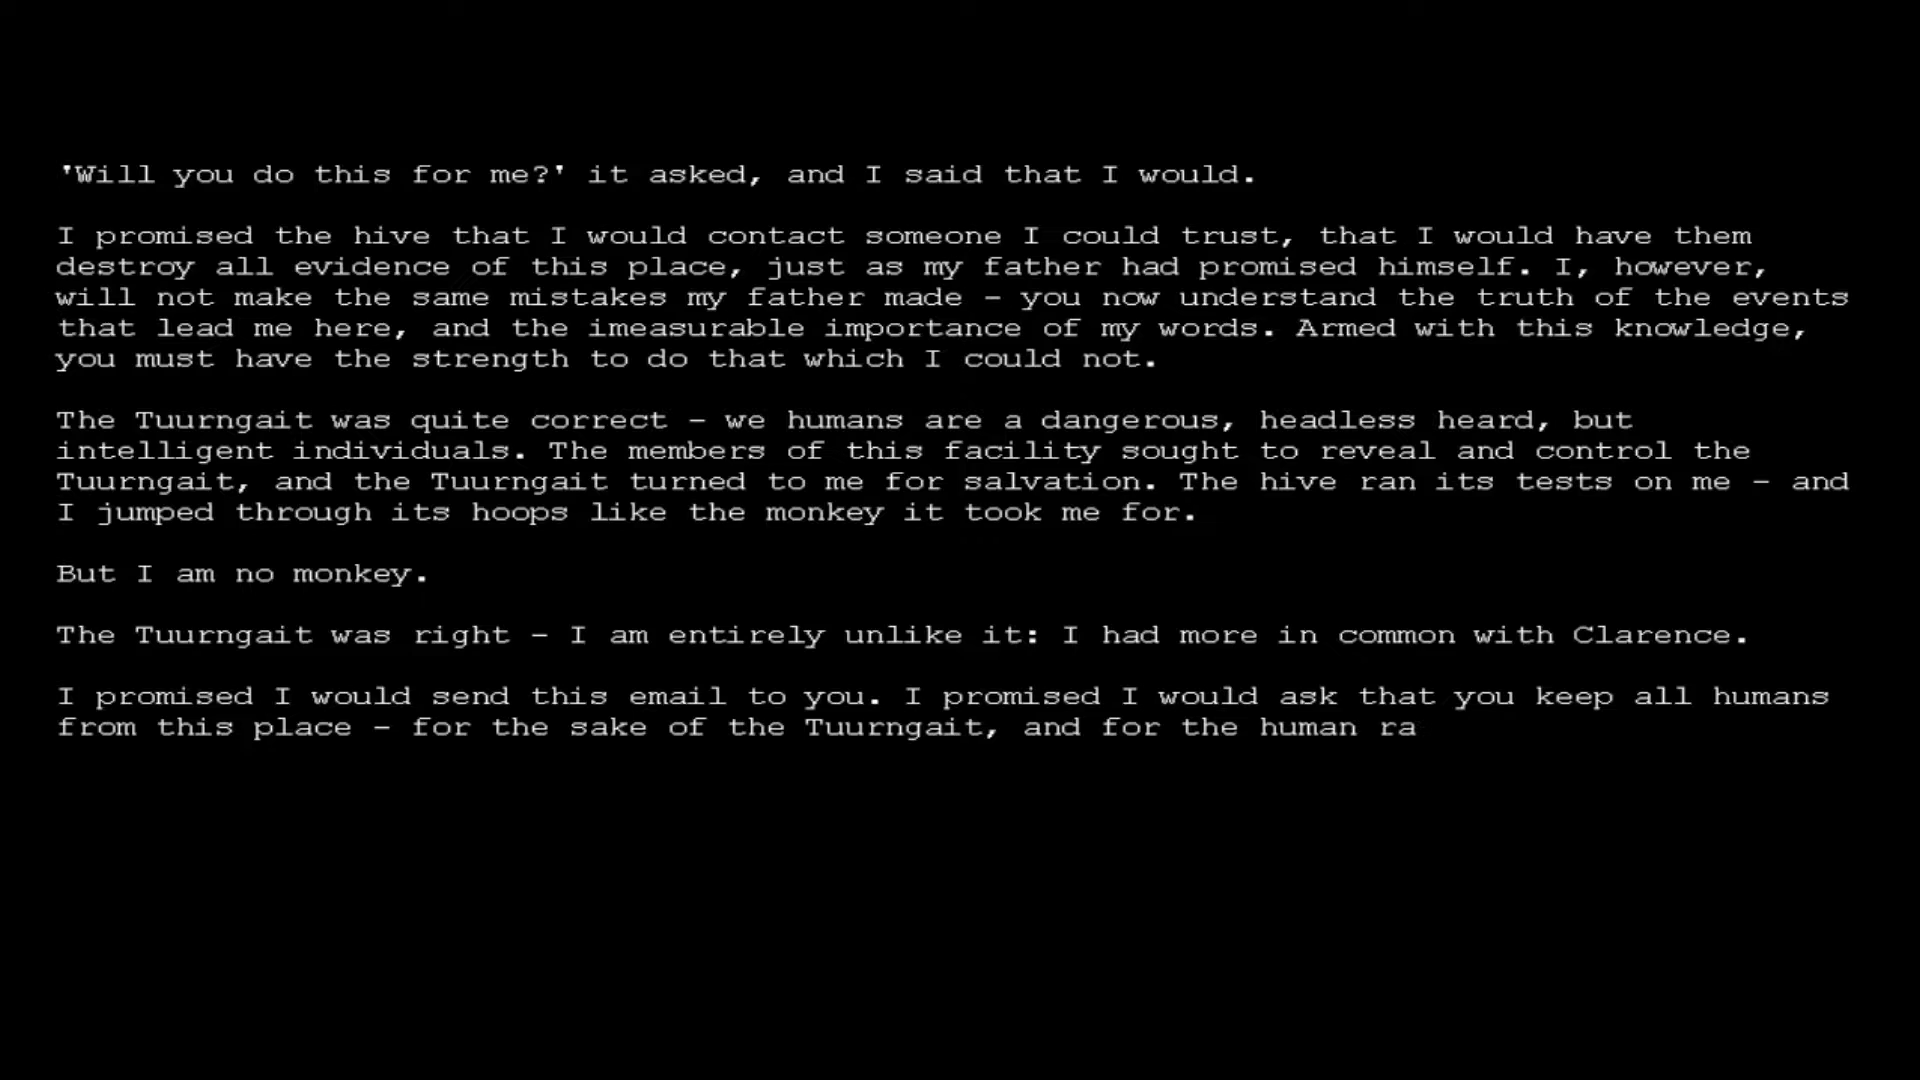 'Will you do this for me?' it asked, and I said that I would.
I promised the hive that I would contact someone I could trust, that I would have them
destroy all evidence of this place, just as my father had promised himself. I, however,
will not make the same mistakes my father made - you now understand the truth of the events
that lead me here, and the imeasurable importance of my words. Armed with this knowledge,
you must have the strength to do that which I could not.
The Tuurngait was quite correct - we humans are a dangerous, headless heard, but
intelligent individuals. The members of this facility sought to reveal and control the
Tuurngait, and the Tuurngait turned to me for salvation. The hive ran its tests on me - and
I jumped through its hoops like the monkey it took me for.
But I am no monkey.
The Tuurngait was right - I am entirely unlike it: I had more in common with Clarence.
I promised I would send this email to you. I promised I would ask that you keep all humans
from this place - for the sake of the Tuurngait, and for the human ra